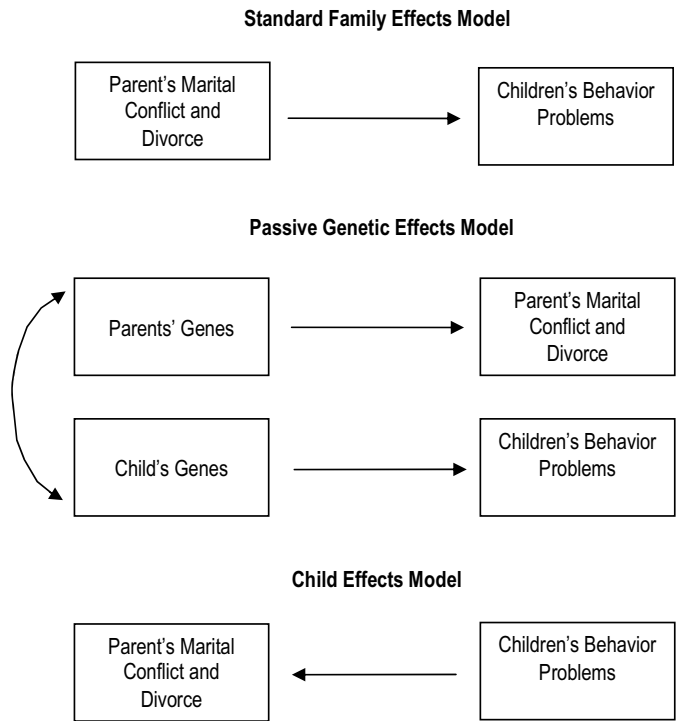 Standard Family Effects Model
Parent's Marital
Conflict and
Divorce
Children's Behavior
Problems
Passive Genetic Effects Model
Parents' Genes
Parent's Marital
Conflict and
Divorce
Child's Genes
Children's Behavior
Problems
Child Effects Model
Parent's Marital
Conflict and
Divorce
Children's Behavior
Problems